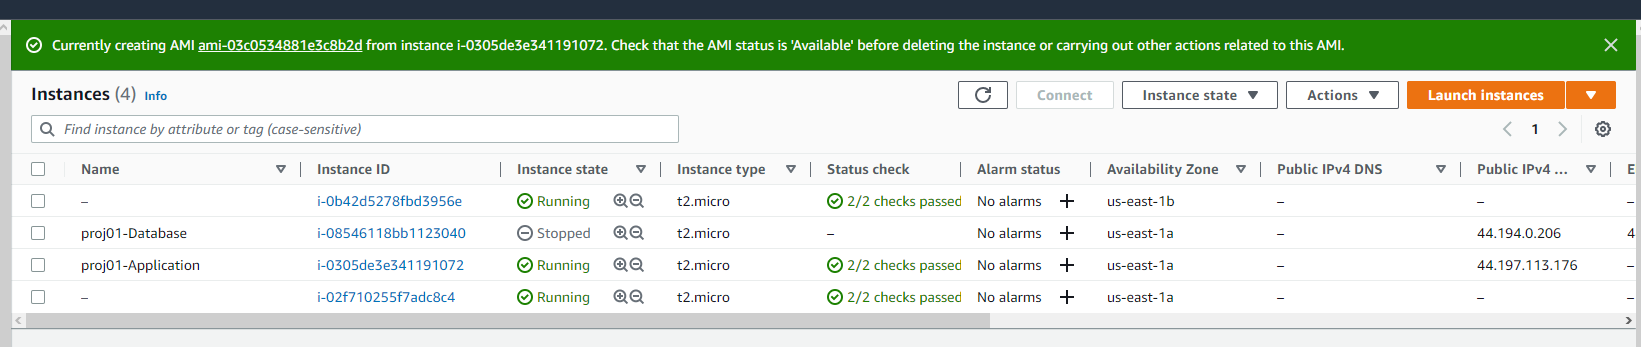 Currently creating AMI ami-03c0534881e3c8b2d from instance i-0305de3e341191072. Check that the AMI status is 'Available' before deleting the instance or carrying out other actions related to this AMI.
Instances (4) Info Connect Instance state Actions Launch instances
Find instance by attribute or tag (case-sensitive) 1
Name Instance ID Instance state Instance type Status check Alarm status Availability Zone Public IPv4 DNS Public IPv4 ... E
– i-0b42d5278fbd3956e Running t2.micro 2/2 checks passed No alarms + us-east-1b – – –
proj01-Database i-08546118bb1123040 Stopped t2.micro – No alarms + us-east-1a – 44.194.0.206 4
proj01-Application i-0305de3e341191072 Running t2.micro 2/2 checks passed No alarms + us-east-1a – 44.197.113.176 –
– i-02f710255f7adc8c4 Running t2.micro 2/2 checks passed No alarms + us-east-1a – – –